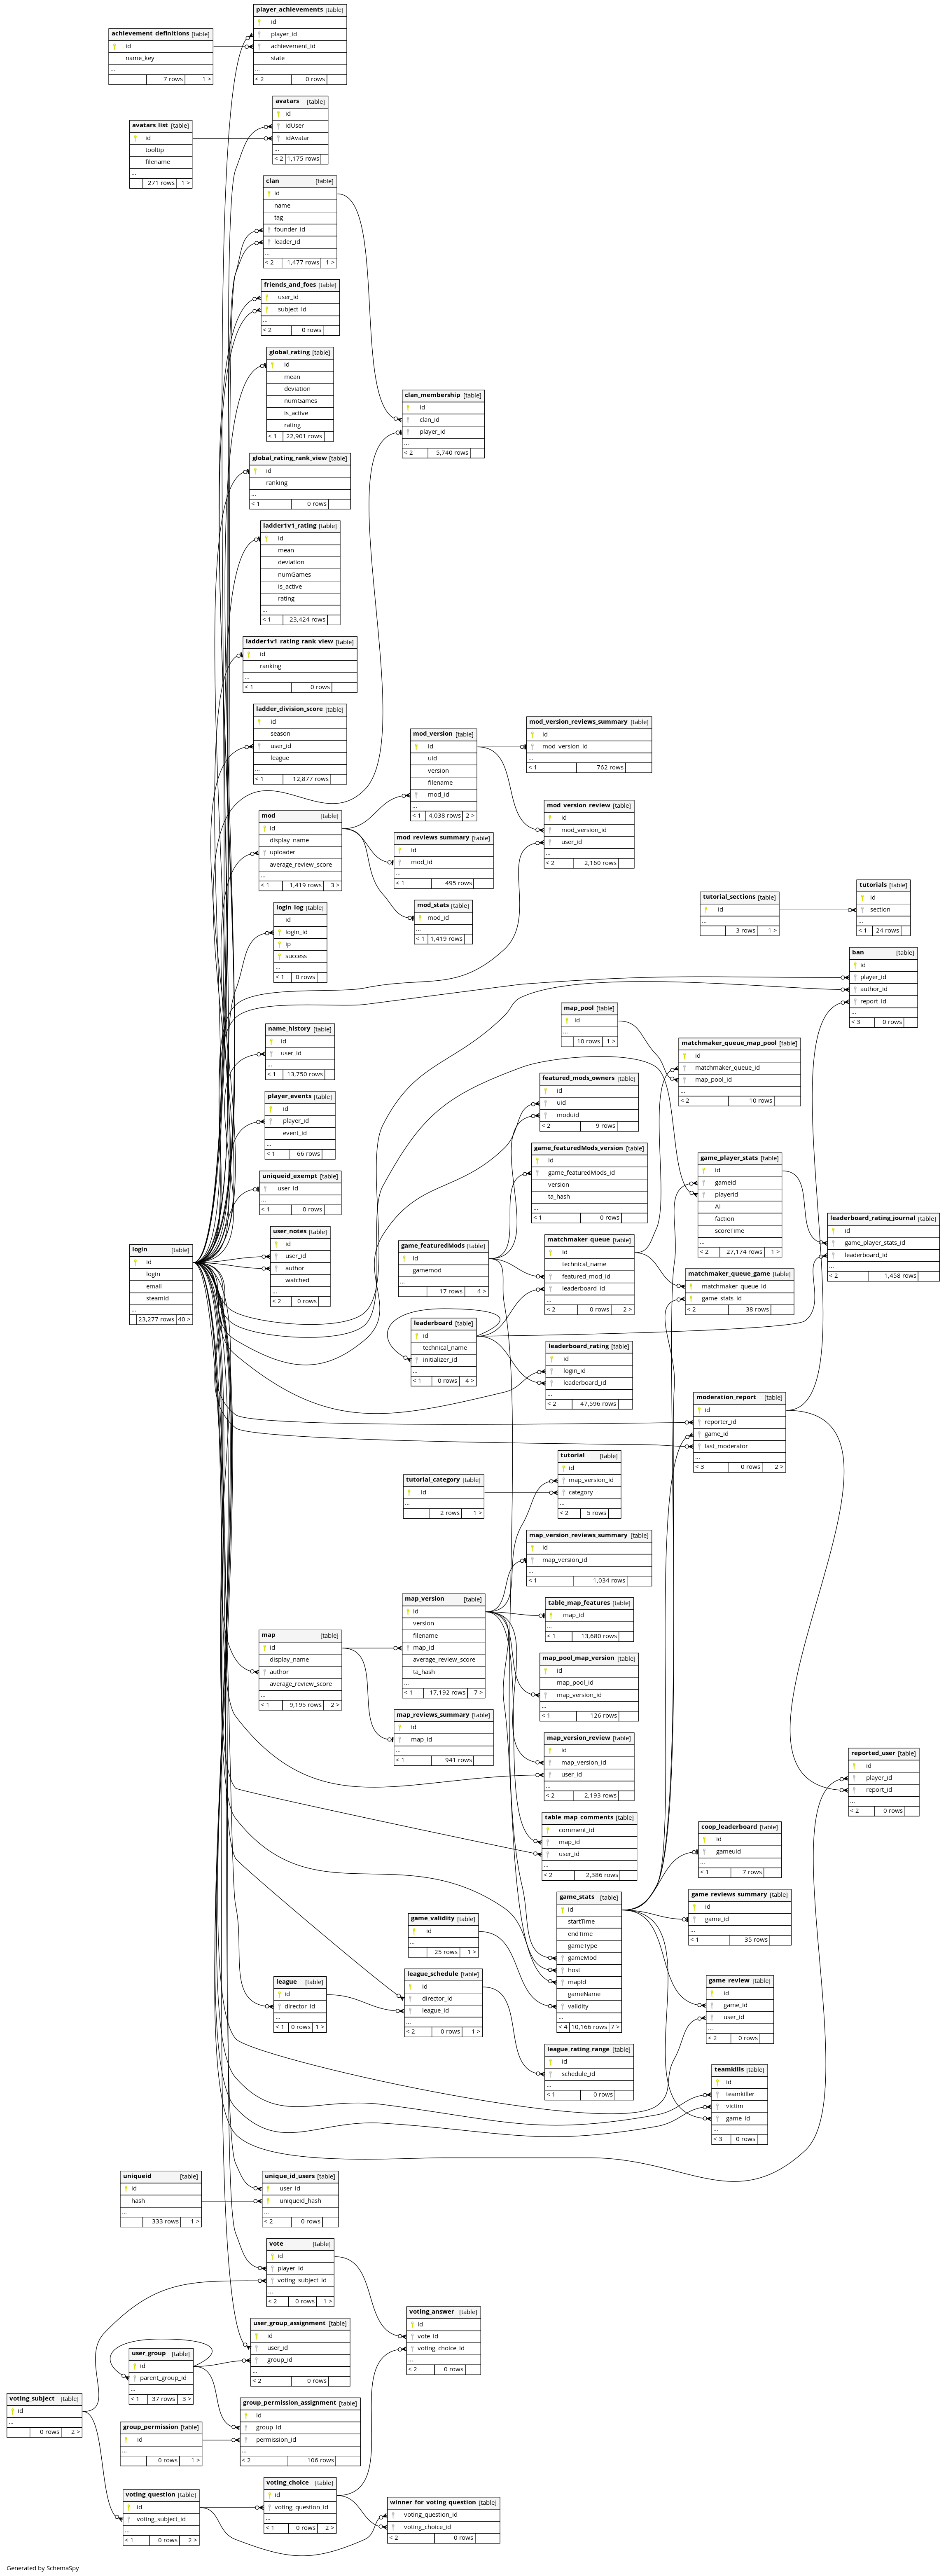 player_achievements [table]
id
player_id
achievement_id
state
...
< 2 0 rows
achievement_definitions [table]
id
name_key
...
7 rows 1 >
avatars [table]
id
idUser
idAvatar
...
< 2 1,175 rows
avatars_list [table]
id
tooltip
filename
...
271 rows 1 >
clan [table]
id
name
tag
founder_id
leader_id
...
< 2 1,477 rows 1 >
friends_and_foes [table]
user_id
subject_id
...
< 2 0 rows
global_rating [table]
id
mean
deviation
numGames
is_active
rating
< 1 22,901 rows
clan_membership [table]
id
clan_id
player_id
...
< 2 5,740 rows
global_rating_rank_view [table]
id
ranking
...
< 1 0 rows
ladder1v1_rating [table]
id
mean
deviation
numGames
is_active
rating
...
< 1 23,424 rows
ladder1v1_rating_rank_view [table]
id
ranking
...
< 1 0 rows
ladder_division_score [table]
id
season
user_id
league
...
< 1 12,877 rows
mod_version [table]
id
uid
version
filename
mod_id
...
< 1 4,038 rows 2 >
mod_version_reviews_summary [table]
id
mod_version_id
...
< 1 762 rows
mod_version_review [table]
id
mod_version_id
user_id
...
< 2 2,160 rows
mod [table]
id
display_name
uploader
average_review_score
...
< 1 1,419 rows 3 >
mod_reviews_summary [table]
id
mod_id
...
< 1 495 rows
mod_stats [table]
mod_id
...
< 1 1,419 rows
tutorial_sections [table]
id
...
3 rows 1 >
tutorials [table]
id
section
...
< 1 24 rows
login_log [table]
id
login_id
ip
success
...
< 1 0 rows
ban [table]
id
player_id
author_id
report_id
...
< 3 0 rows
map_pool [table]
id
...
10 rows 1 >
name_history [table]
id
user_id
...
< 1 13,750 rows
matchmaker_queue_map_pool [table]
id
matchmaker_queue_id
map_pool_id
...
< 2 10 rows
featured_mods_owners [table]
id
uid
moduid
< 2 9 rows
player_events [table]
id
player_id
event_id
...
< 1 66 rows
game_featuredMods_version [table]
id
game_featuredMods_id
version
ta_hash
...
< 1 0 rows
game_player_stats [table]
id
gameId
playerId
AI
faction
scoreTime
...
< 2 27,174 rows 1 >
uniqueid_exempt [table]
user_id
...
< 1 0 rows
leaderboard_rating_journal [table]
id
game_player_stats_id
leaderboard_id
...
< 2 1,458 rows
user_notes [table]
id
user_id
author
watched
...
< 2 0 rows
login [table]
id
login
email
steamid
...
23,277 rows 40 >
game_featuredMods [table]
id
gamemod
...
17 rows 4 >
matchmaker_queue [table]
id
technical_name
featured_mod_id
leaderboard_id
...
< 2 0 rows 2 >
matchmaker_queue_game [table]
matchmaker_queue_id
game_stats_id
< 2 38 rows
leaderboard [table]
id
technical_name
initializer_id
...
< 1 0 rows 4 >
leaderboard_rating [table]
id
login_id
leaderboard_id
...
< 2 47,596 rows
moderation_report [table]
id
reporter_id
game_id
last_moderator
...
< 3 0 rows 2 >
tutorial [table]
id
map_version_id
category
...
< 2 5 rows
tutorial_category [table]
id
...
2 rows 1 >
map_version_reviews_summary [table]
id
map_version_id
...
< 1 1,034 rows
map_version [table]
id
version
filename
map_id
average_review_score
ta_hash
...
< 1 17,192 rows 7 >
table_map_features [table]
map_id
...
< 1 13,680 rows
map [table]
id
display_name
author
average_review_score
...
< 1 9,195 rows 2 >
map_pool_map_version [table]
id
map_pool_id
map_version_id
...
< 1 126 rows
map_reviews_summary [table]
id
map_id
...
< 1 941 rows
map_version_review [table]
id
map_version_id
user_id
...
< 2 2,193 rows
reported_user [table]
id
player_id
report_id
...
< 2 0 rows
table_map_comments [table]
comment_id
map_id
user_id
...
< 2 2,386 rows
coop_leaderboard [table]
id
gameuid
...
< 1 7 rows
game_stats [table]
id
startTime
endTime
gameType
gameMod
host
mapId
gameName
validity
...
< 4 10,166 rows 7 >
game_reviews_summary [table]
id
game_id
...
< 1 35 rows
game_validity [table]
id
...
25 rows 1 >
league_schedule [table]
id
director_id
league_id
...
< 2 0 rows 1 >
league [table]
id
director_id
...
< 1 0 rows 1 >
game_review [table]
id
game_id
user_id
...
< 2 0 rows
league_rating_range [table]
id
schedule_id
...
< 1 0 rows
teamkills [table]
id
teamkiller
victim
game_id
...
< 3 0 rows
uniqueid [table]
id
hash
...
333 rows 1 >
unique_id_users [table]
user_id
uniqueid_hash
...
< 2 0 rows
vote [table]
id
player_id
voting_subject_id
...
< 2 0 rows 1 >
voting_answer [table]
id
vote_id
voting_choice_id
...
< 2 0 rows
user_group_assignment [table]
id
user_id
group_id
...
< 2 0 rows
user_group [table]
id
parent_group_id
...
< 1 37 rows 3 >
voting_subject [table]
id
...
0 rows 2 >
group_permission_assignment [table]
id
group_id
permission_id
...
< 2 106 rows
group_permission [table]
id
...
0 rows 1 >
voting_question [table]
id
voting_subject_id
...
< 1 0 rows 2 >
voting_choice [table]
id
voting_question_id
...
< 1 0 rows 2 >
winner_for_voting_question [table]
voting_question_id
voting_choice_id
< 2 0 rows
Generated by SchemaSpy